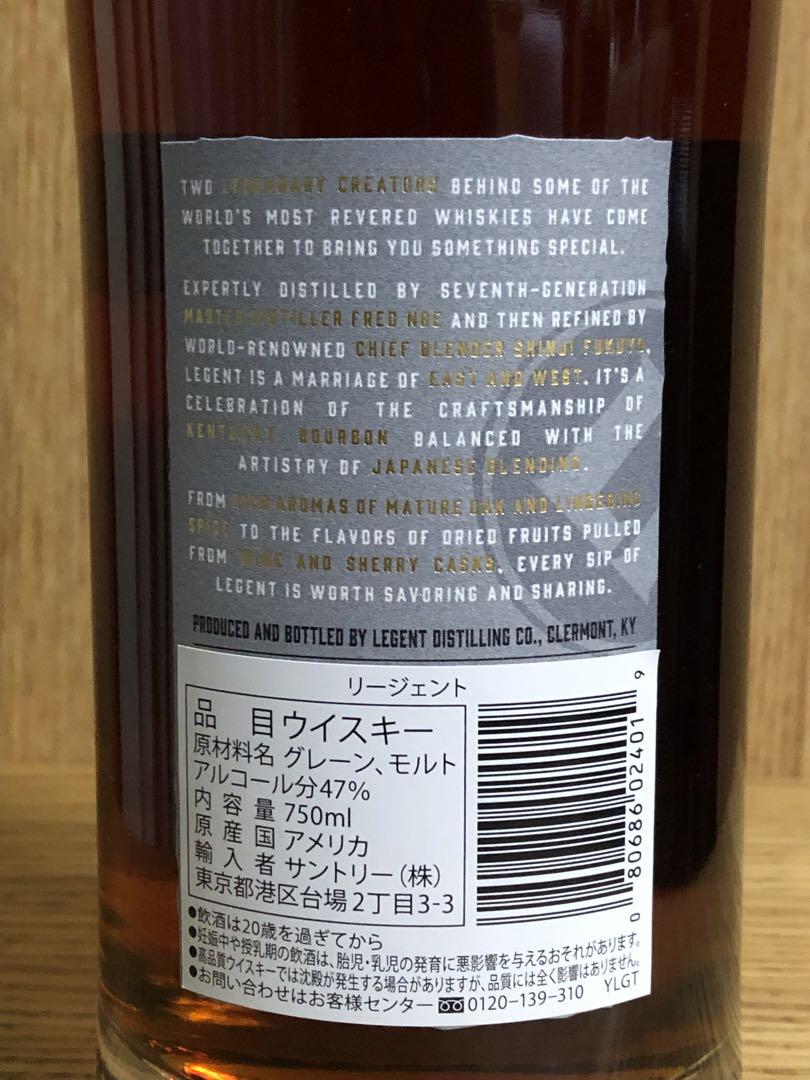 TWO LEGENDARY CREATORS BEHIND SOME OF THE
WORLD'S MOST REVERED WHISKIES HAVE COME
TOGETHER TO BRING YOU SOMETHING SPECIAL.
EXPERTLY DISTILLED BY SEVENTH-GENERATION
MASTER DISTILLER FRED NOE AND THEN REFINED BY
WORLD-RENOWNED CHIEF BLENDER SHINJI FUKUYO,
LEGENT IS A MARRIAGE OF EAST AND WEST. IT'S A
CELEBRATION OF THE CRAFTSMANSHIP OF
KENTUCKY BOURBON BALANCED WITH THE
ARTISTRY OF JAPANESE BLENDING.
FROM RICH AROMAS OF MATURE OAK AND LINGERING
SPICE TO THE FLAVORS OF DRIED FRUITS PULLED
FROM WINE AND SHERRY CASKS, EVERY SIP OF
LEGENT IS WORTH SAVORING AND SHARING.
PRODUCED AND BOTTLED BY LEGENT DISTILLING CO., CLERMONT, KY
リージェント
品目ウイスキー
原材料名 グレーン、モルト
アルコール分47%
内容量 750ml
原産国 アメリカ
輸入者 サントリー(株)
東京都港区台場2丁目3-3
0 80686 02401 9
●飲酒は20歳を過ぎてから
●妊娠中や授乳期の飲酒は、胎児・乳児の発育に悪影響を与えるおそれがあります。
●高品質ウイスキーでは沈殿が発生する場合がありますが、品質には全く影響はありません。
●お問い合わせはお客様センター 0120-139-310 YLGT